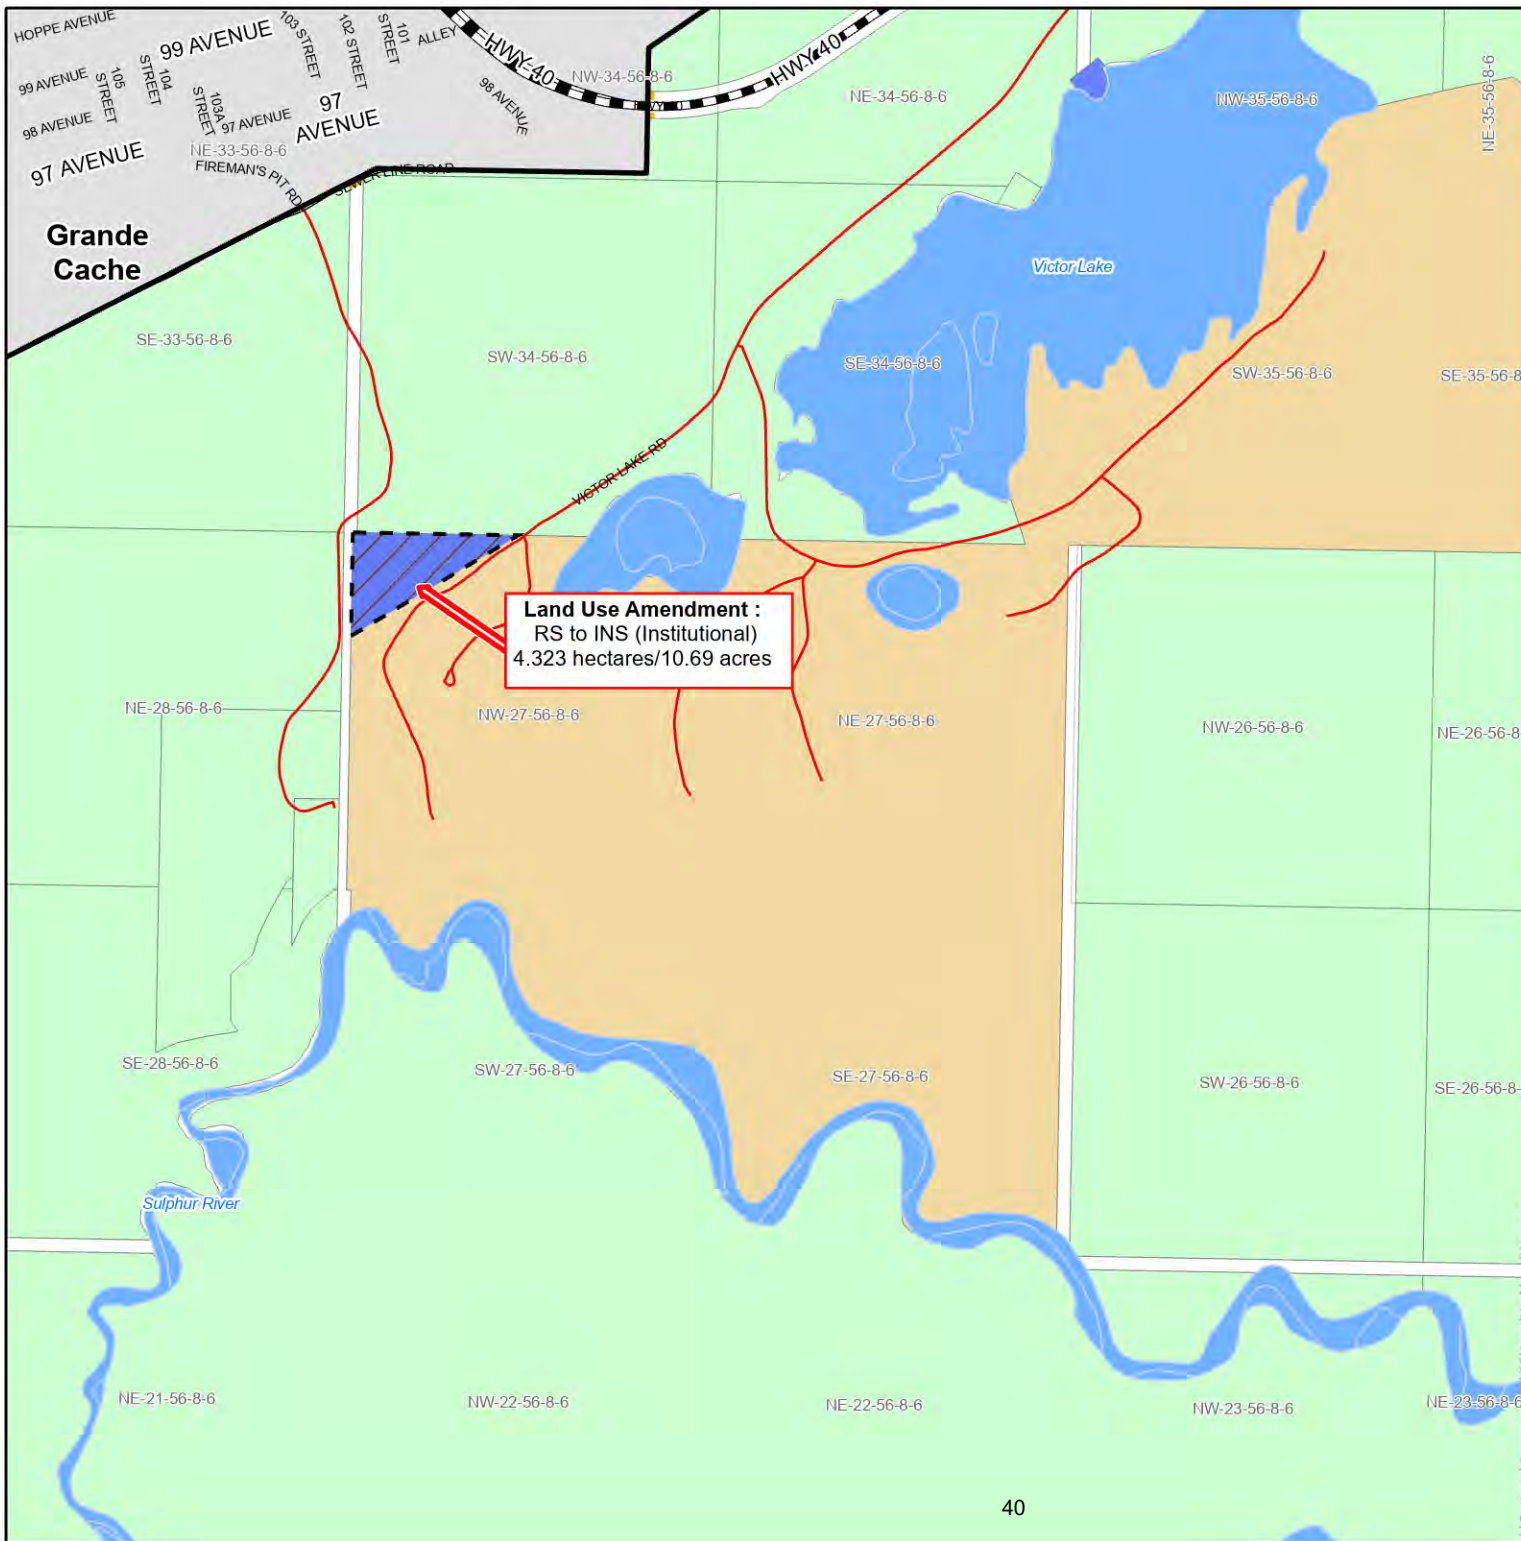 HOPPE AVENUE
99 AVENUE
103 STREET
102 STREET
101 STREET
ALLEY
HWY 40
HWY 40
HWY 40
NW-34-56-8-6
NE-34-56-8-6
NW-35-56-8-6
NE-35-56-8-6
99 AVENUE
105 STREET
104 STREET
103A STREET
98 AVENUE
97 AVENUE
97 AVENUE
98 AVENUE
97 AVENUE
NE-33-56-8-6
FIREMAN'S PIT RD
SEWER LINE ROAD
Grande
Cache
Victor Lake
SE-33-56-8-6
SW-34-56-8-6
SE-34-56-8-6
SW-35-56-8-6
SE-35-56-8
VICTOR LAKE RD
Land Use Amendment :
RS to INS (Institutional)
4.323 hectares/10.69 acres
NE-28-56-8-6
NW-27-56-8-6
NE-27-56-8-6
NW-26-56-8-6
NE-26-56-8
SE-28-56-8-6
SW-27-56-8-6
SE-27-56-8-6
SW-26-56-8-6
SE-26-56-8-
Sulphur River
NE-21-56-8-6
NW-22-56-8-6
NE-22-56-8-6
NW-23-56-8-6
NE-23-56-8-6
40